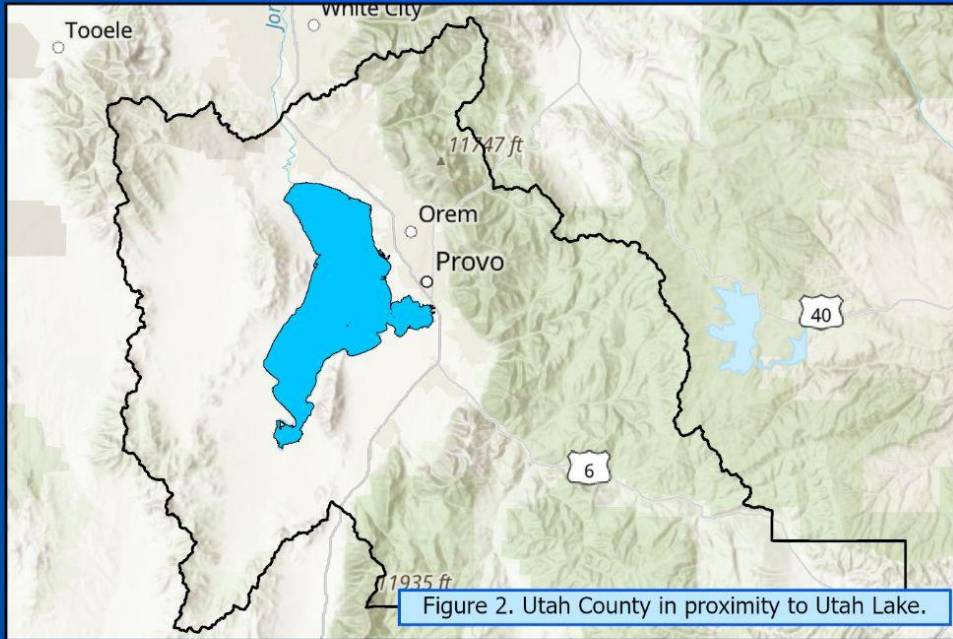 White City
Tooele
Jor
11747 ft
Orem
Provo
40
6
11935 ft
Figure 2. Utah County in proximity to Utah Lake.